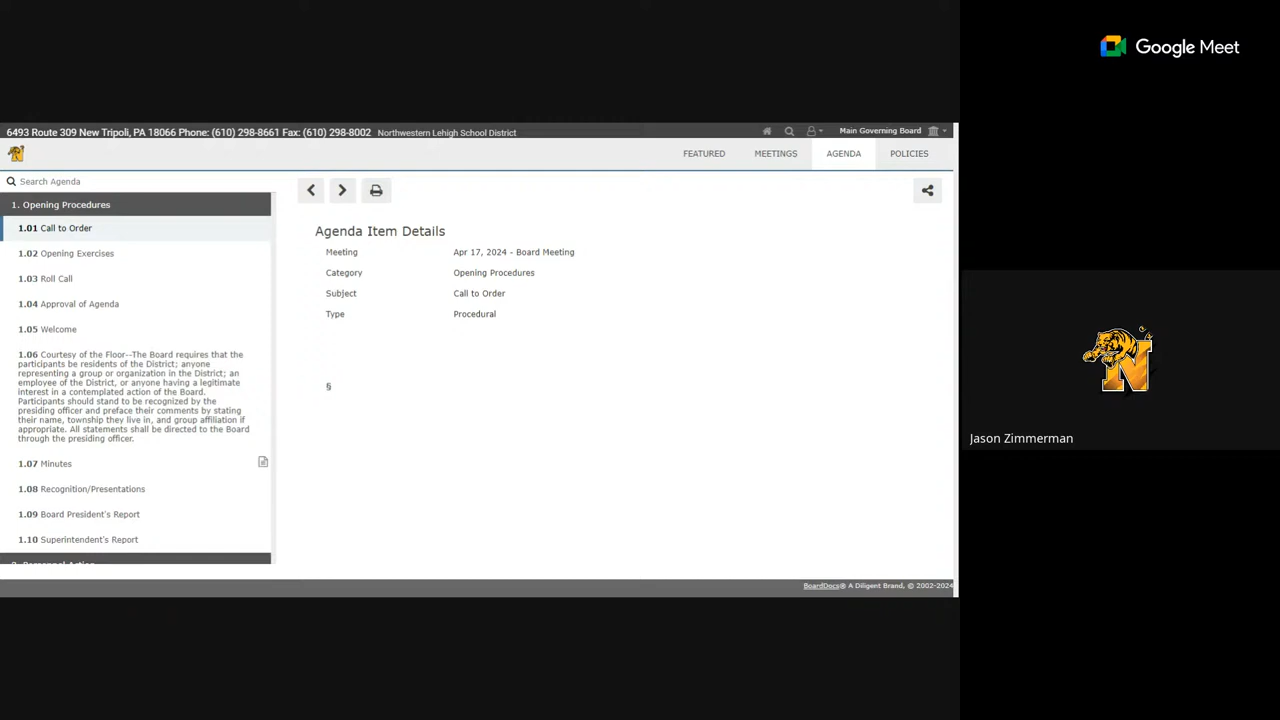 Google Meet
6493 Route 309 New Tripoli, PA 18066 Phone: (610) 298-8661 Fax: (610) 298-8002 Northwestern Lehigh School District
Main Governing Board
FEATURED MEETINGS AGENDA POLICIES
Search Agenda
1. Opening Procedures
1.01 Call to Order
1.02 Opening Exercises
1.03 Roll Call
1.04 Approval of Agenda
1.05 Welcome
1.06 Courtesy of the Floor--The Board requires that the
participants be residents of the District; anyone
representing a group or organization in the District; an
employee of the District, or anyone having a legitimate
interest in a contemplated action of the Board.
Participants should stand to be recognized by the
presiding officer and preface their comments by stating
their name, township they live in, and group affiliation if
appropriate. All statements shall be directed to the Board
through the presiding officer.
1.07 Minutes
1.08 Recognition/Presentations
1.09 Board President's Report
1.10 Superintendent's Report
2. Personnel Action
Agenda Item Details
Meeting Apr 17, 2024 - Board Meeting
Category Opening Procedures
Subject Call to Order
Type Procedural
§
BoardDocs® A Diligent Brand, © 2002-2024
N
Jason Zimmerman